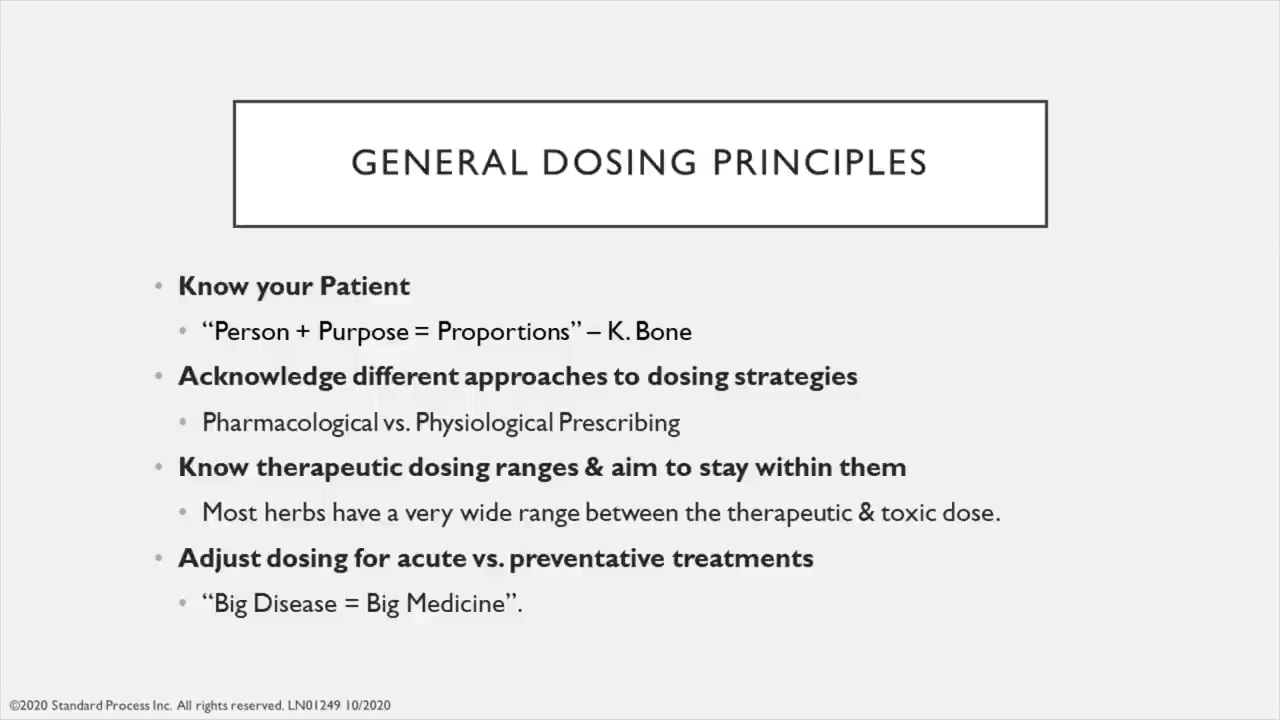 GENERAL DOSING PRINCIPLES
• Know your Patient
• “Person + Purpose = Proportions” – K. Bone
• Acknowledge different approaches to dosing strategies
• Pharmacological vs. Physiological Prescribing
• Know therapeutic dosing ranges & aim to stay within them
• Most herbs have a very wide range between the therapeutic & toxic dose.
• Adjust dosing for acute vs. preventative treatments
• “Big Disease = Big Medicine”.
©2020 Standard Process Inc. All rights reserved. LN01249 10/2020